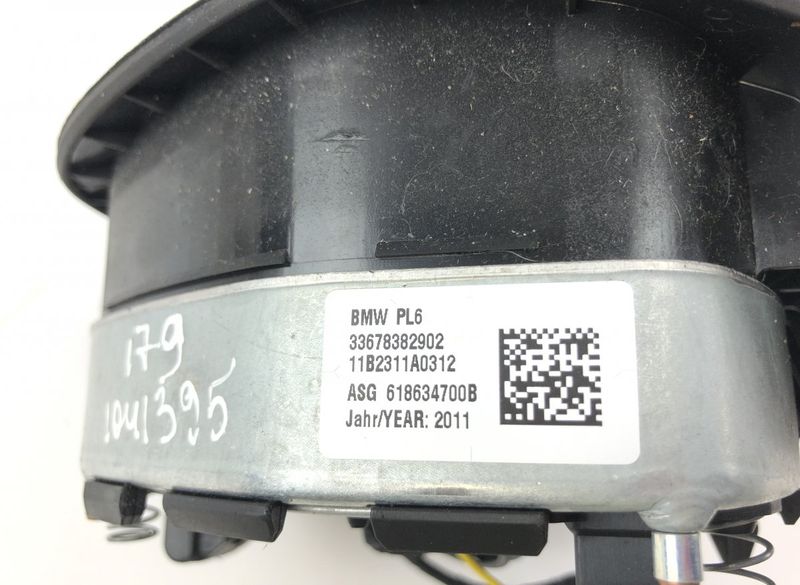 179
1041395
BMW PL6
33678382902
11B2311A0312
ASG 618634700B
Jahr/YEAR: 2011